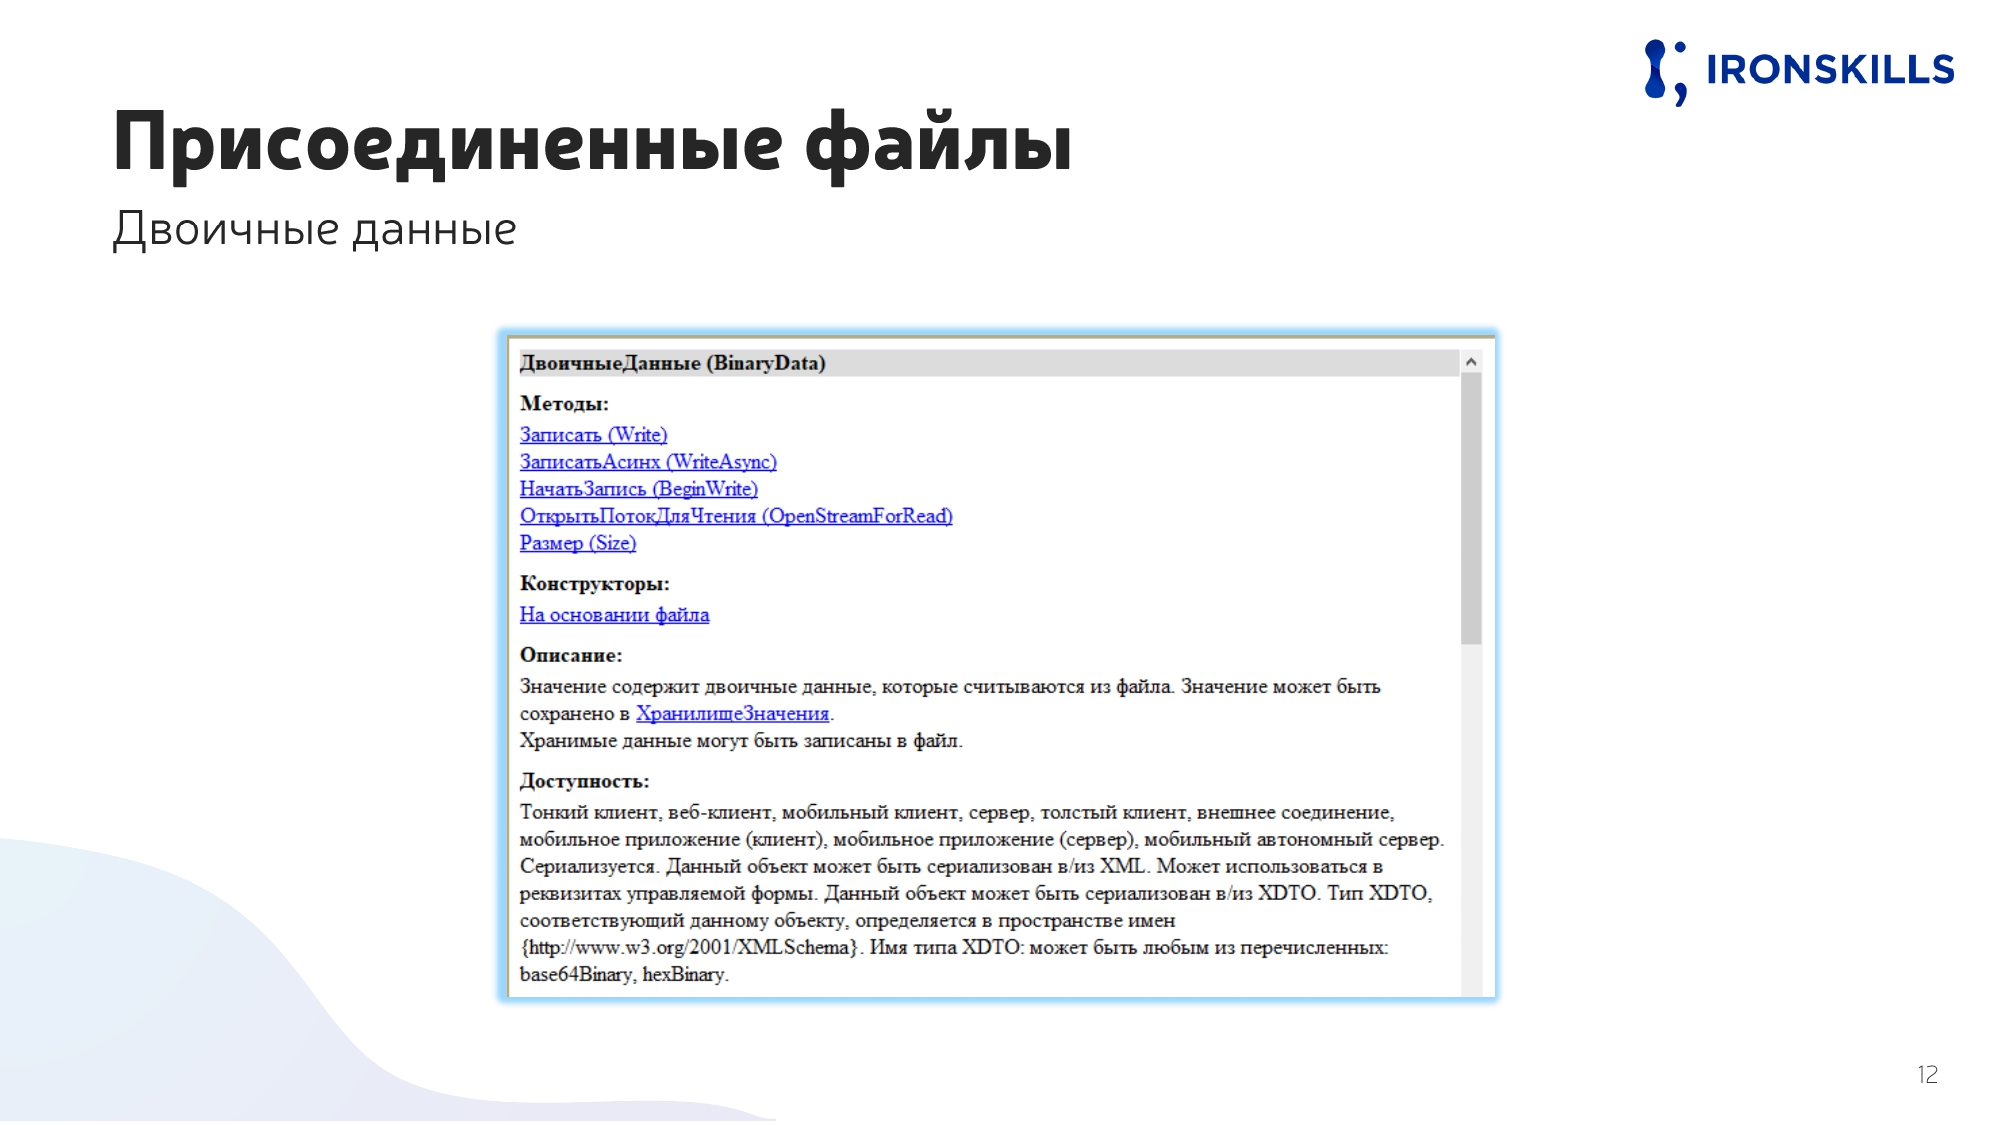 IRONSKILLS
Присоединенные файлы
Двоичные данные
ДвоичныеДанные (BinaryData)
Методы:
Записать (Write)
ЗаписатьАсинх (WriteAsync)
НачатьЗапись (BeginWrite)
ОткрытьПотокДляЧтения (OpenStreamForRead)
Размер (Size)
Конструкторы:
На основании файла
Описание:
Значение содержит двоичные данные, которые считываются из файла. Значение может быть
сохранено в ХранилищеЗначения.
Хранимые данные могут быть записаны в файл.
Доступность:
Тонкий клиент, веб-клиент, мобильный клиент, сервер, толстый клиент, внешнее соединение,
мобильное приложение (клиент), мобильное приложение (сервер), мобильный автономный сервер.
Сериализуется. Данный объект может быть сериализован в/из XML. Может использоваться в
реквизитах управляемой формы. Данный объект может быть сериализован в/из XDTO. Тип XDTO,
соответствующий данному объекту, определяется в пространстве имен
{http://www.w3.org/2001/XMLSchema}. Имя типа XDTO: может быть любым из перечисленных:
base64Binary, hexBinary.
12